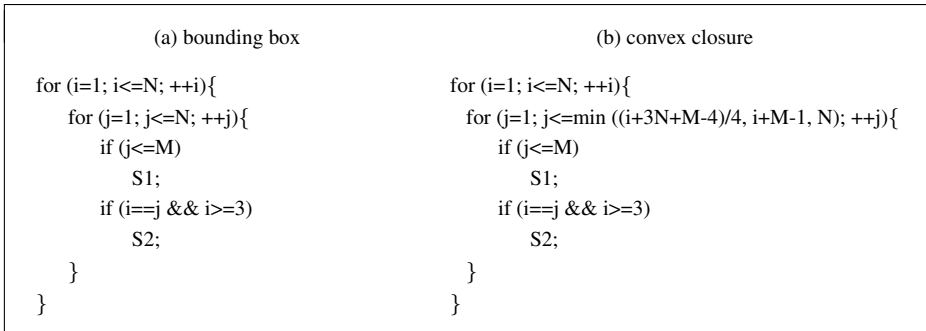 (a) bounding box
for (i=1; i<=N; ++i){
for (j=1; j<=N; ++j){
if (j<=M)
S1;
if (i==j && i>=3)
S2;
}
}
(b) convex closure
for (i=1; i<=N; ++i){
for (j=1; j<=min ((i+3N+M-4)/4, i+M-1, N); ++j){
if (j<=M)
S1;
if (i==j && i>=3)
S2;
}
}